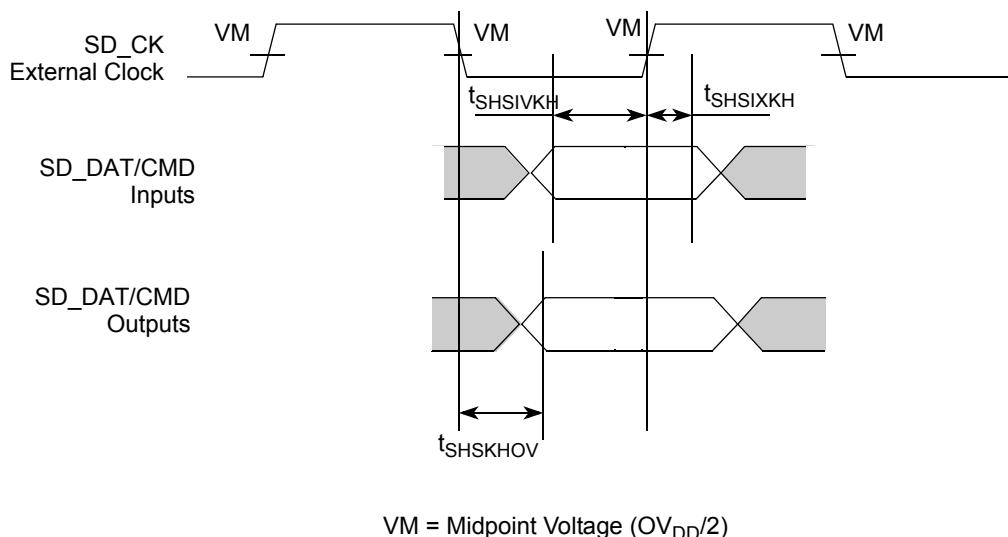 VM VM VM VM
SD_CK
External Clock
tSHSIVKH tSHSIXKH
SD_DAT/CMD
Inputs
SD_DAT/CMD
Outputs
tSHSKHOV
VM = Midpoint Voltage (OVDD/2)